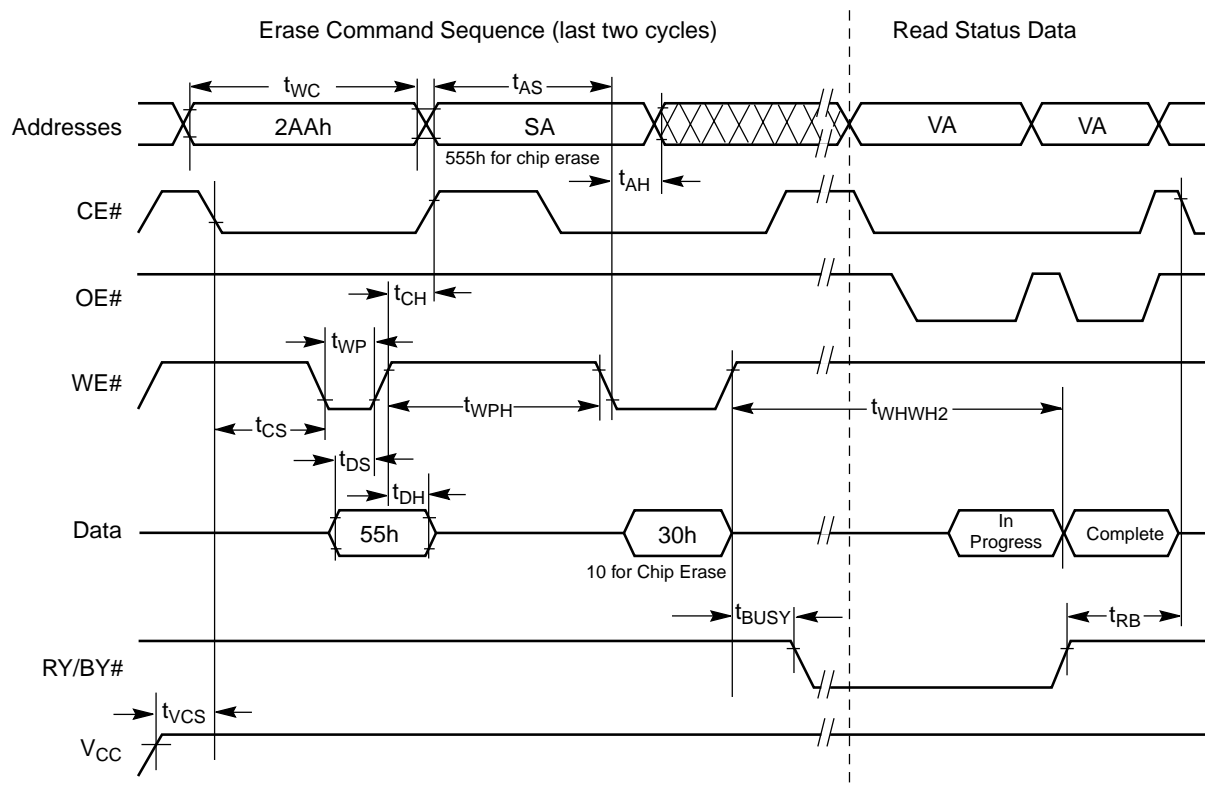 Erase Command Sequence (last two cycles)
Read Status Data
tWC
tAS
Addresses
2AAh
SA
VA
VA
555h for chip erase
tAH
CE#
OE#
tCH
tWP
WE#
tWPH
tWHWH2
tCS
tDS
tDH
Data
55h
30h
In
Progress
Complete
10 for Chip Erase
tBUSY
tRB
RY/BY#
tVCS
VCC